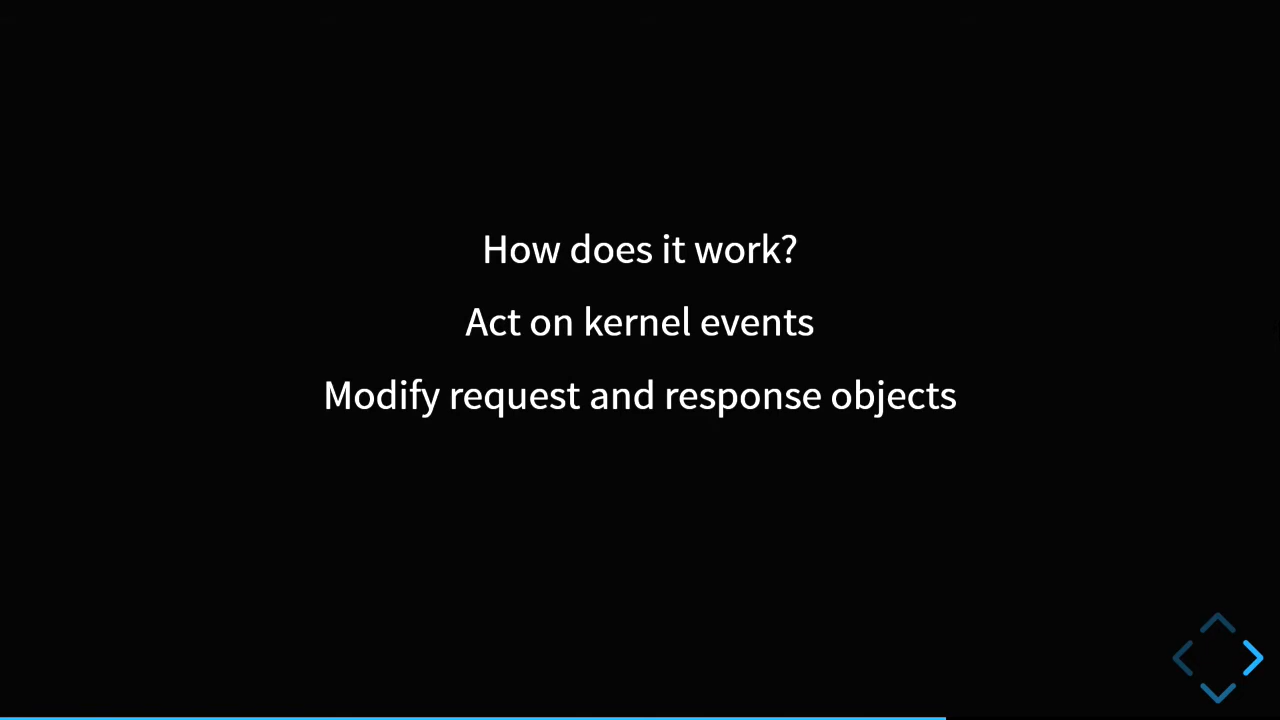 How does it work?
Act on kernel events
Modify request and response objects